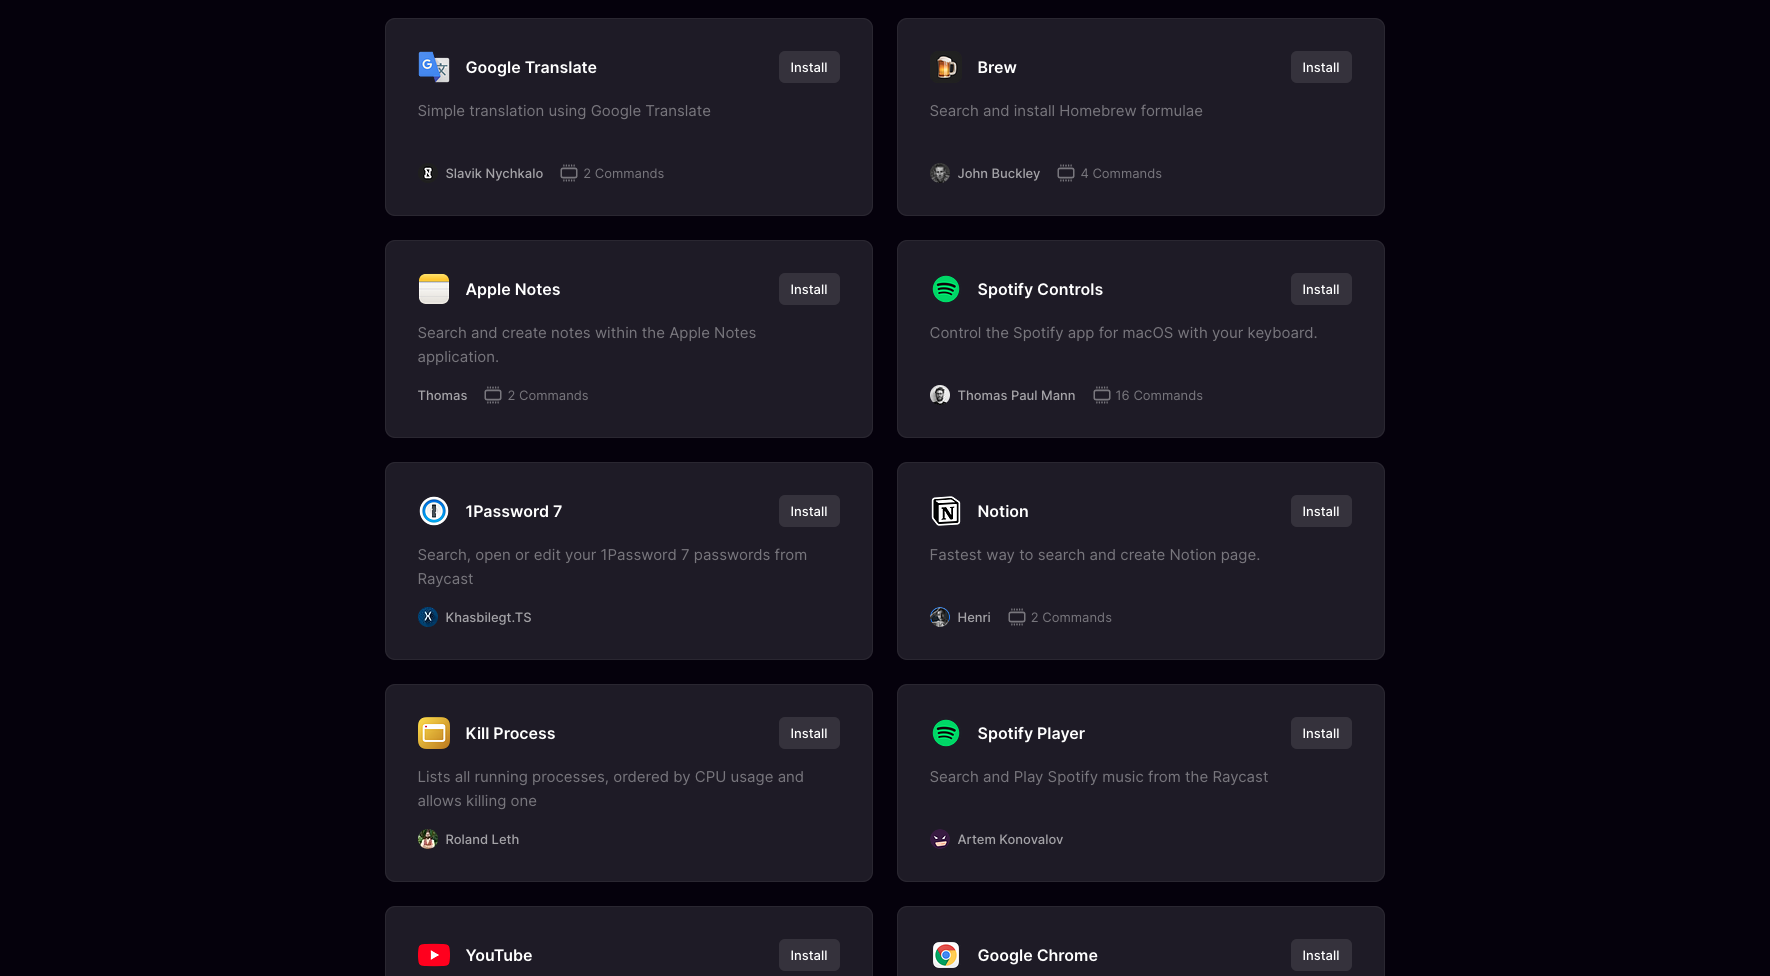 Google Translate
Install
Simple translation using Google Translate
Slavik Nychkalo
2 Commands
Brew
Install
Search and install Homebrew formulae
John Buckley
4 Commands
Apple Notes
Install
Search and create notes within the Apple Notes
application.
Thomas
2 Commands
Spotify Controls
Install
Control the Spotify app for macOS with your keyboard.
Thomas Paul Mann
16 Commands
1Password 7
Install
Search, open or edit your 1Password 7 passwords from
Raycast
X
Khasbilegt.TS
Notion
Install
Fastest way to search and create Notion page.
Henri
2 Commands
Kill Process
Install
Lists all running processes, ordered by CPU usage and
allows killing one
Roland Leth
Spotify Player
Install
Search and Play Spotify music from the Raycast
Artem Konovalov
YouTube
Install
Google Chrome
Install